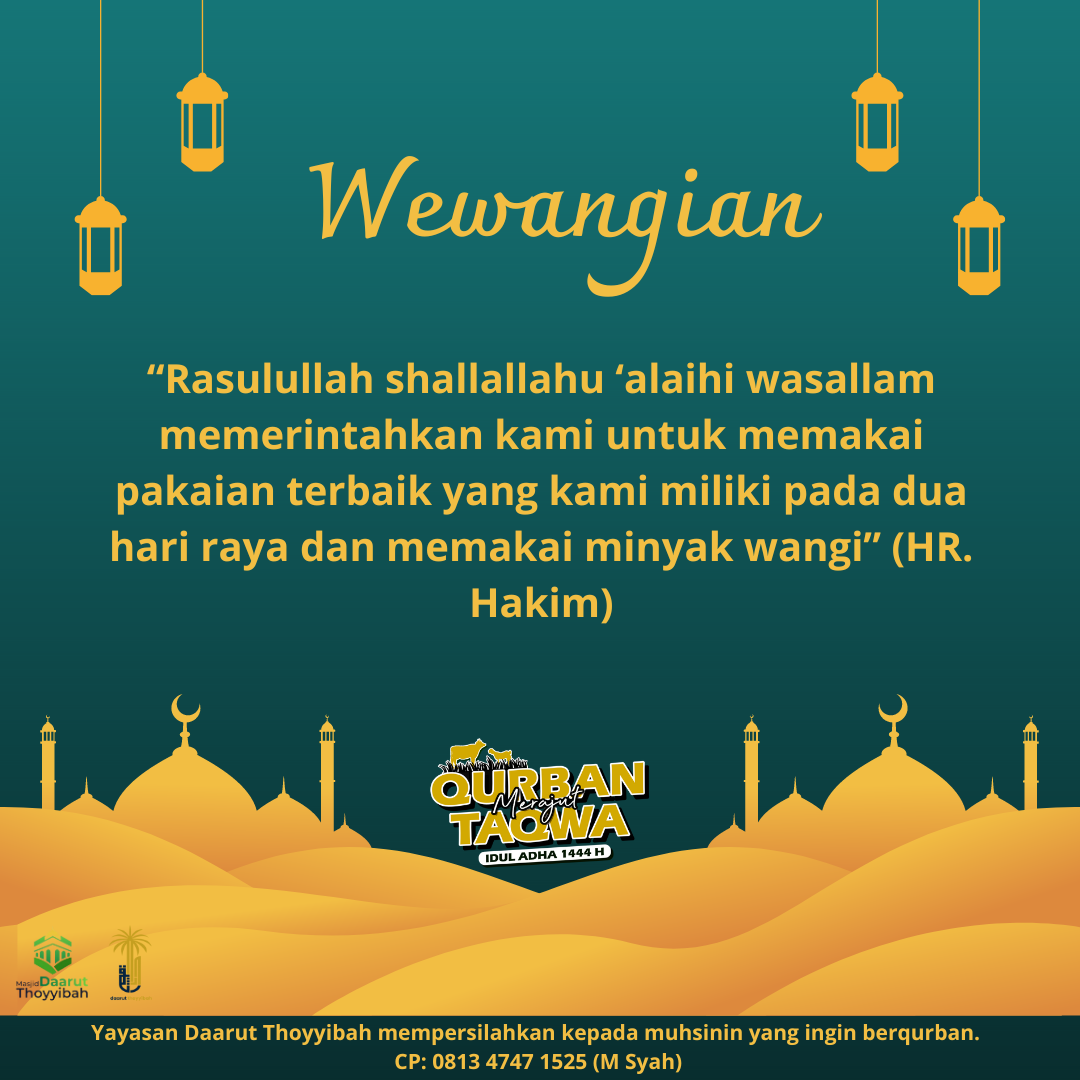 Wewangian
“Rasulullah shallallahu ‘alaihi wasallam
memerintahkan kami untuk memakai
pakaian terbaik yang kami miliki pada dua
hari raya dan memakai minyak wangi” (HR.
Hakim)
QURBAN
Merajut
TAQWA
IDUL ADHA 1444 H
Masjid Daarut
Thoyyibah
Yayasan Daarut Thoyyibah mempersilahkan kepada muhsinin yang ingin berqurban.
CP: 0813 4747 1525 (M Syah)